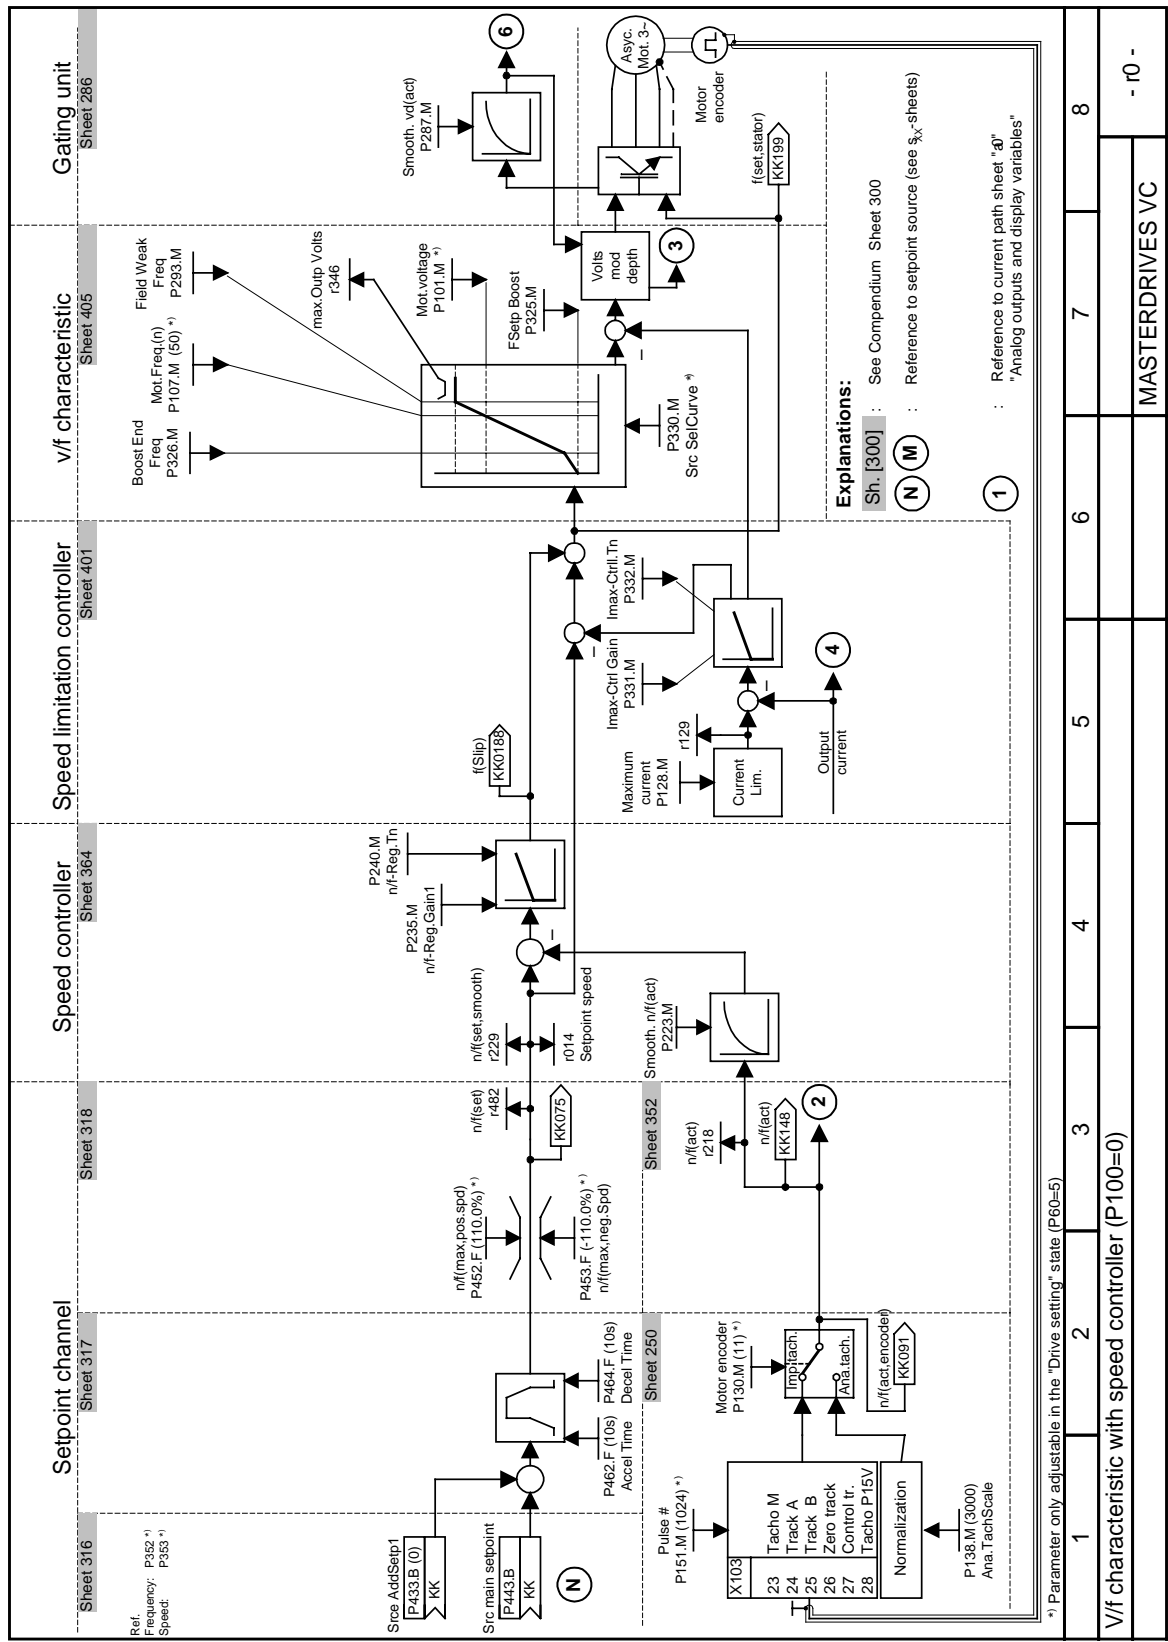 Setpoint channel
Speed controller
Speed limitation controller
v/f characteristic
Gating unit
Sheet 316
Sheet 317
Sheet 318
Sheet 364
Sheet 401
Sheet 405
Sheet 286
Ref.
Frequency: P352 *)
Speed: P353 *)
Srce AddSetp1
P433.B (0)
KK
Src main setpoint
P443.B
KK
N
P462.F (10s)
Accel Time
P464.F (10s)
Decel Time
n/f(max,pos.spd)
P452.F (110.0%) *)
P453.F (-110.0%) *)
n/f(max,neg.Spd)
n/f(set)
r482
KK075
n/f(set,smooth)
r229
r014
Setpoint speed
P235.M
n/f-Reg.Gain1
P240.M
n/f-Reg.Tn
–
f(Slip)
KK0188
Smooth. n/f(act)
P223.M
Sheet 250
Sheet 352
Pulse #
P151.M (1024) *)
X103
23 Tacho M
24 Track A
25 Track B
26 Zero track
27 Control tr.
28 Tacho P15V
Normalization
P138.M (3000)
Ana.TachScale
Motor encoder
P130.M (11) *)
Imp.tach.
Ana.tach.
n/f(act,encoder)
KK091
n/f(act)
r218
n/f(act)
KK148
2
Maximum
current
P128.M
Current
Lim.
r129
–
Output
current
4
Imax-Ctrl Gain
P331.M
Imax-Ctrll.Tn
P332.M
–
Boost End
Freq
P326.M
Mot.Freq.(n)
P107.M (50) *)
Field Weak
Freq
P293.M
max.Outp Volts
r346
Mot.voltage
P101.M *)
FSetp Boost
P325.M
P330.M
Src SelCurve *)
–
Volts
mod
depth
3
Smooth. vd(act)
P287.M
6
Asyc.
Mot. 3~
Motor
encoder
f(set,stator)
KK199
Explanations:
Sh. [300] : See Compendium Sheet 300
N M : Reference to setpoint source (see sxx-sheets)
1 : Reference to current path sheet "a0"
"Analog outputs and display variables"
*) Parameter only adjustable in the "Drive setting" state (P60=5)
1 2 3 4 5 6 7 8
V/f characteristic with speed controller (P100=0)
MASTERDRIVES VC
- r0 -